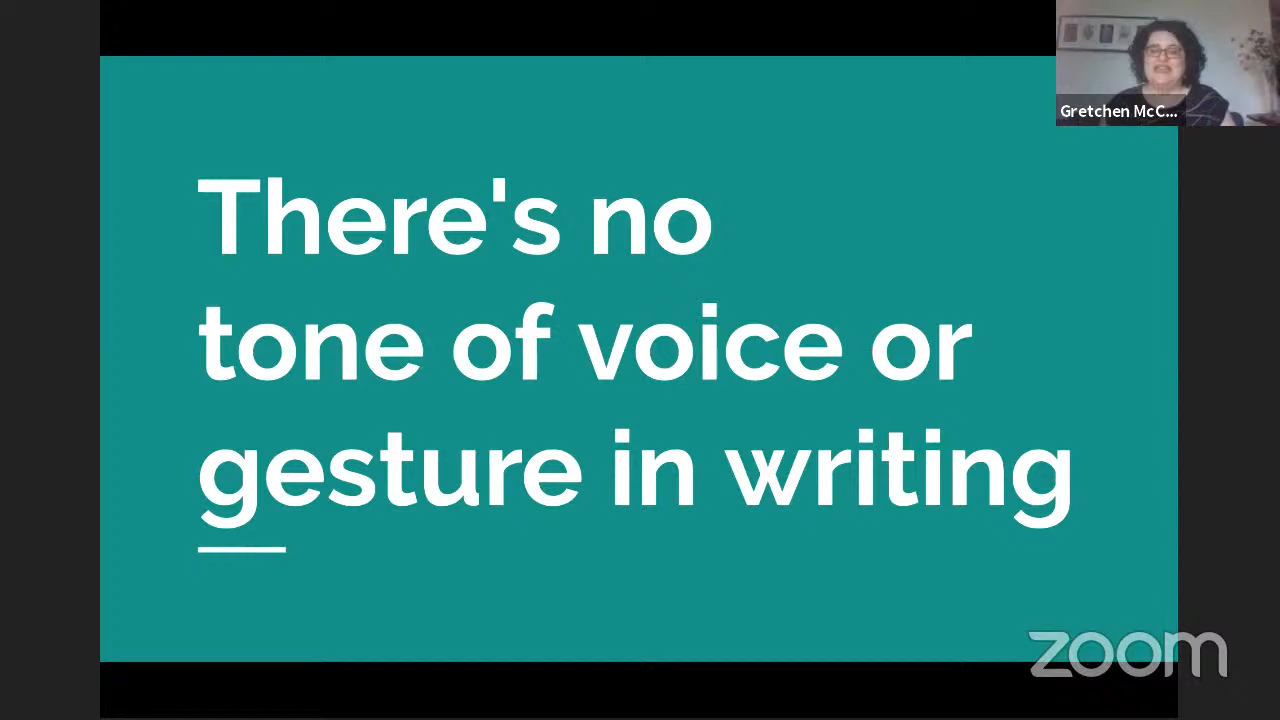 Gretchen McC...
There's no
tone of voice or
gesture in writing
zoom